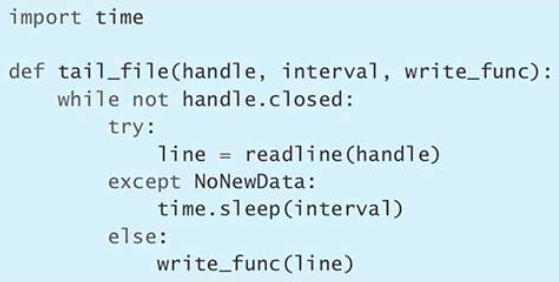 import time
def tail_file(handle, interval, write_func):
    while not handle.closed:
        try:
            line = readline(handle)
        except NoNewData:
            time.sleep(interval)
        else:
            write_func(line)